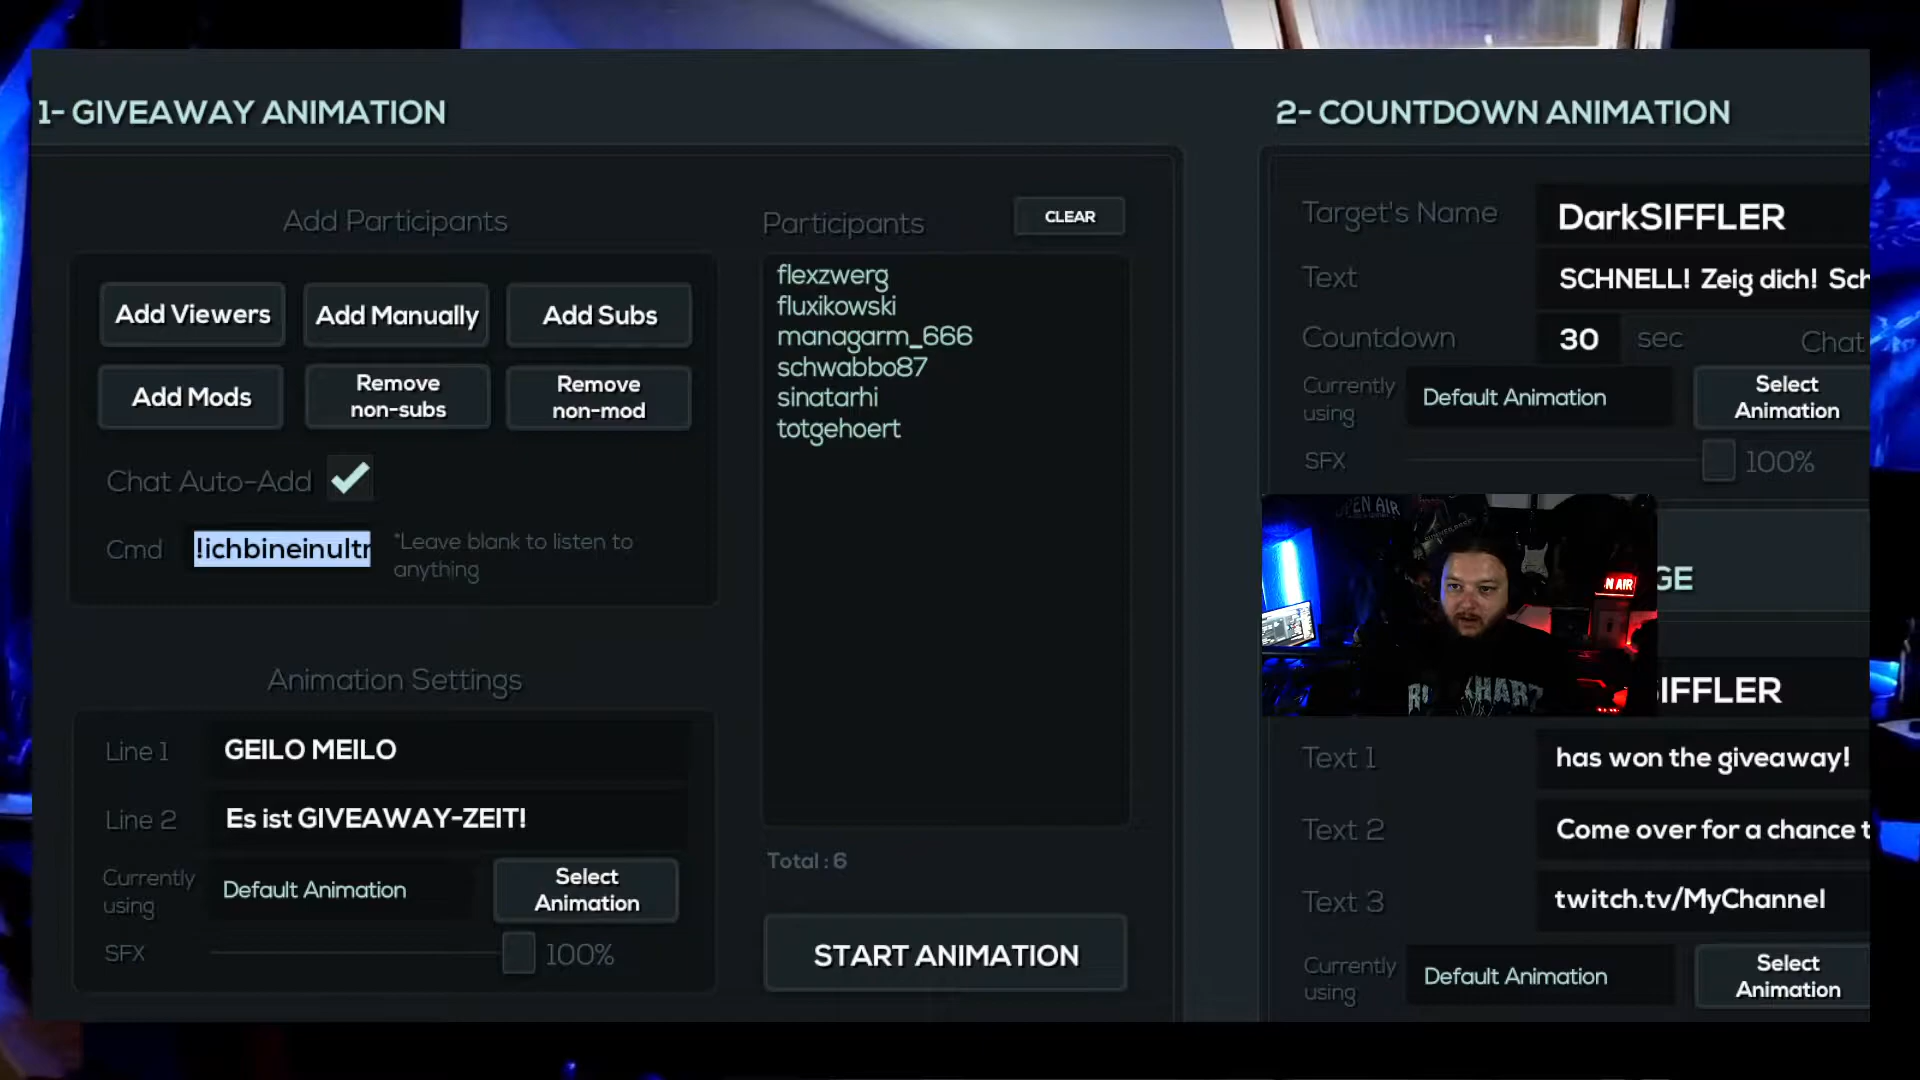 1- GIVEAWAY ANIMATION
Add Participants
Add Viewers
Add Manually
Add Subs
Add Mods
Remove
non-subs
Remove
non-mod
Chat Auto-Add
Cmd
!ichbineinultr
*Leave blank to listen to
anything
Participants
CLEAR
flexzwerg
fluxikowski
managarm_666
schwabbo87
sinatarhi
totgehoert
Total : 6
START ANIMATION
Animation Settings
Line 1
GEILO MEILO
Line 2
Es ist GIVEAWAY-ZEIT!
Currently
using
Default Animation
Select
Animation
SFX
100%
2- COUNTDOWN ANIMATION
Target's Name
DarkSIFFLER
Text
SCHNELL! Zeig dich! Sch
Countdown
30
sec
Chat
Currently
using
Default Animation
Select
Animation
SFX
100%
OPEN AIR
N AIR
GE
IFFLER
Text 1
has won the giveaway!
Text 2
Come over for a chance t
Text 3
twitch.tv/MyChannel
Currently
using
Default Animation
Select
Animation